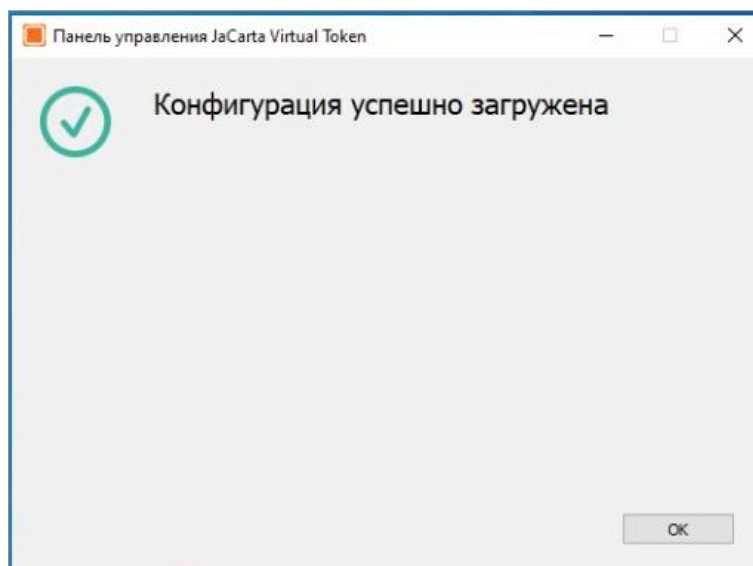 Панель управления JaCarta Virtual Token
Конфигурация успешно загружена
OK